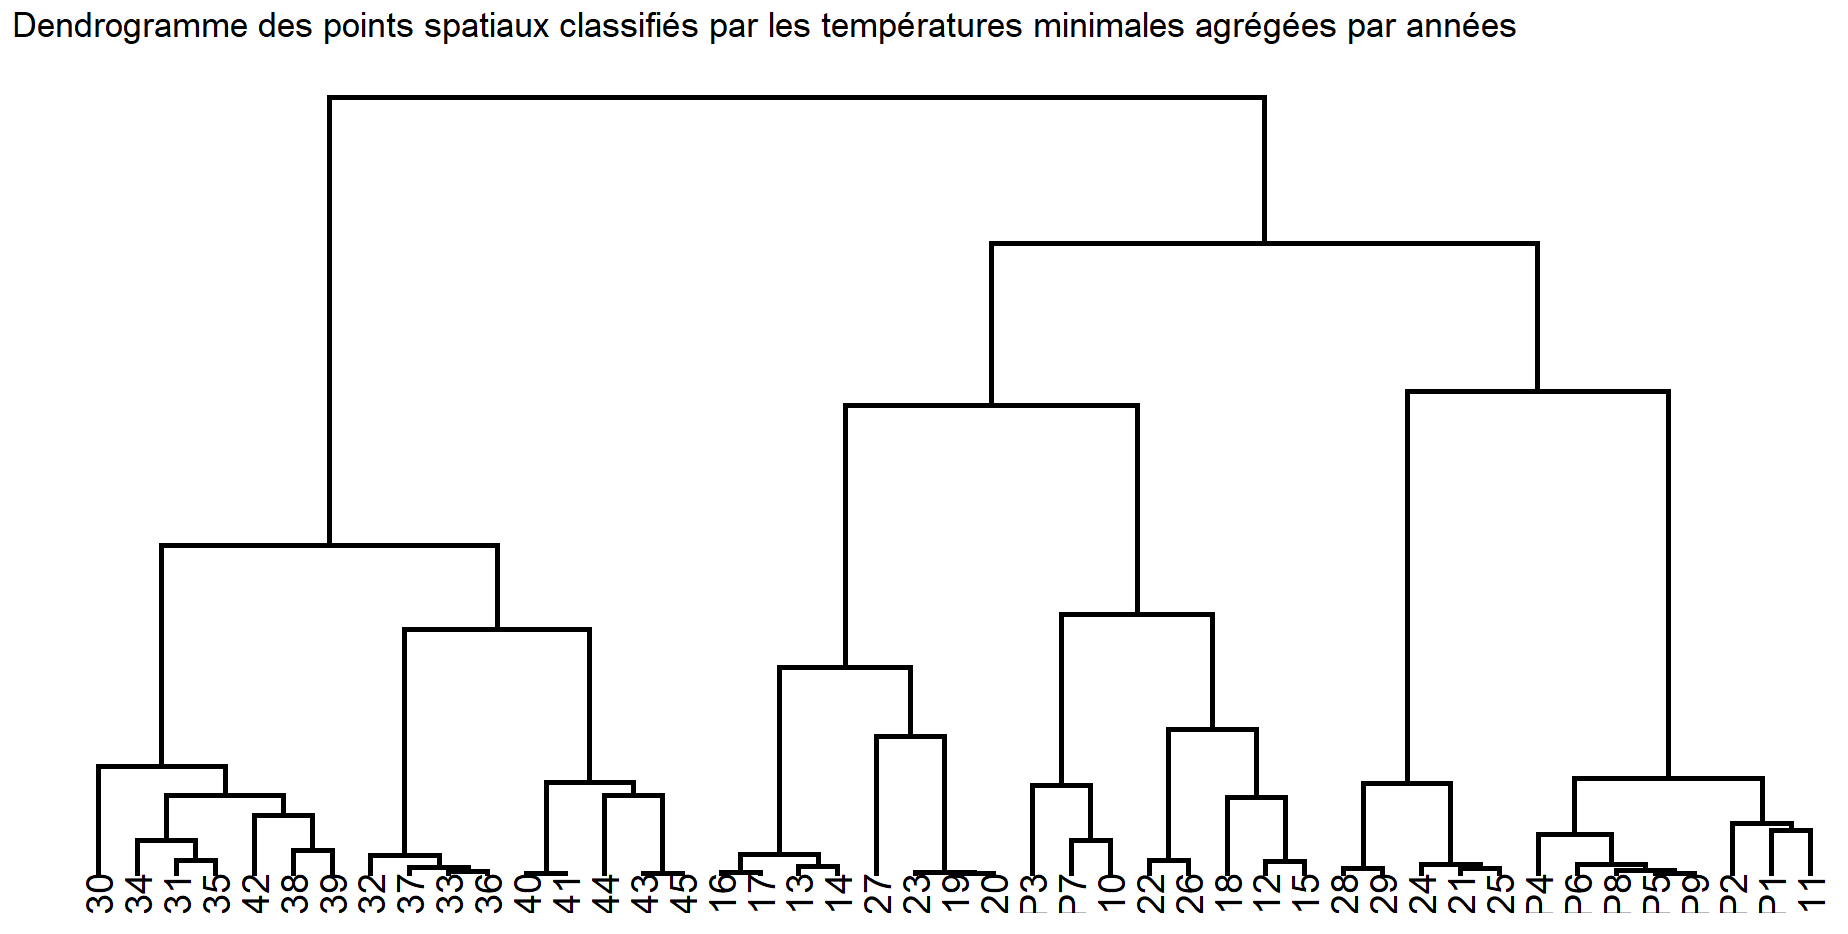 Dendrogramme des points spatiaux classifiés par les températures minimales agrégées par années
30 34 31 35 42 38 39 32 37 33 36 40 41 44 43 45 16 17 13 14 27 23 19 20 P3 P7 10 22 26 18 12 15 28 29 24 21 25 P4 P6 P8 P5 P9 P2 P1 11